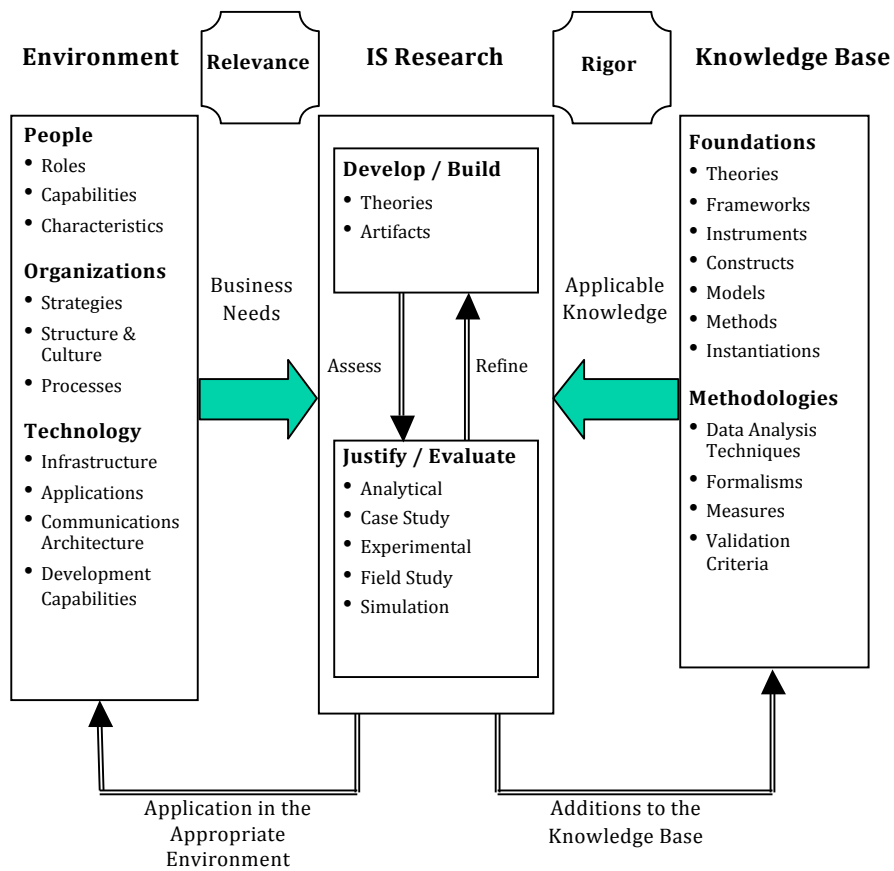 Environment
Relevance
IS Research
Rigor
Knowledge Base
People
• Roles
• Capabilities
• Characteristics
Organizations
• Strategies
• Structure &
Culture
• Processes
Technology
• Infrastructure
• Applications
• Communications
Architecture
• Development
Capabilities
Business
Needs
Develop / Build
• Theories
• Artifacts
Assess
Refine
Justify / Evaluate
• Analytical
• Case Study
• Experimental
• Field Study
• Simulation
Applicable
Knowledge
Foundations
• Theories
• Frameworks
• Instruments
• Constructs
• Models
• Methods
• Instantiations
Methodologies
• Data Analysis
Techniques
• Formalisms
• Measures
• Validation
Criteria
Application in the
Appropriate
Environment
Additions to the
Knowledge Base